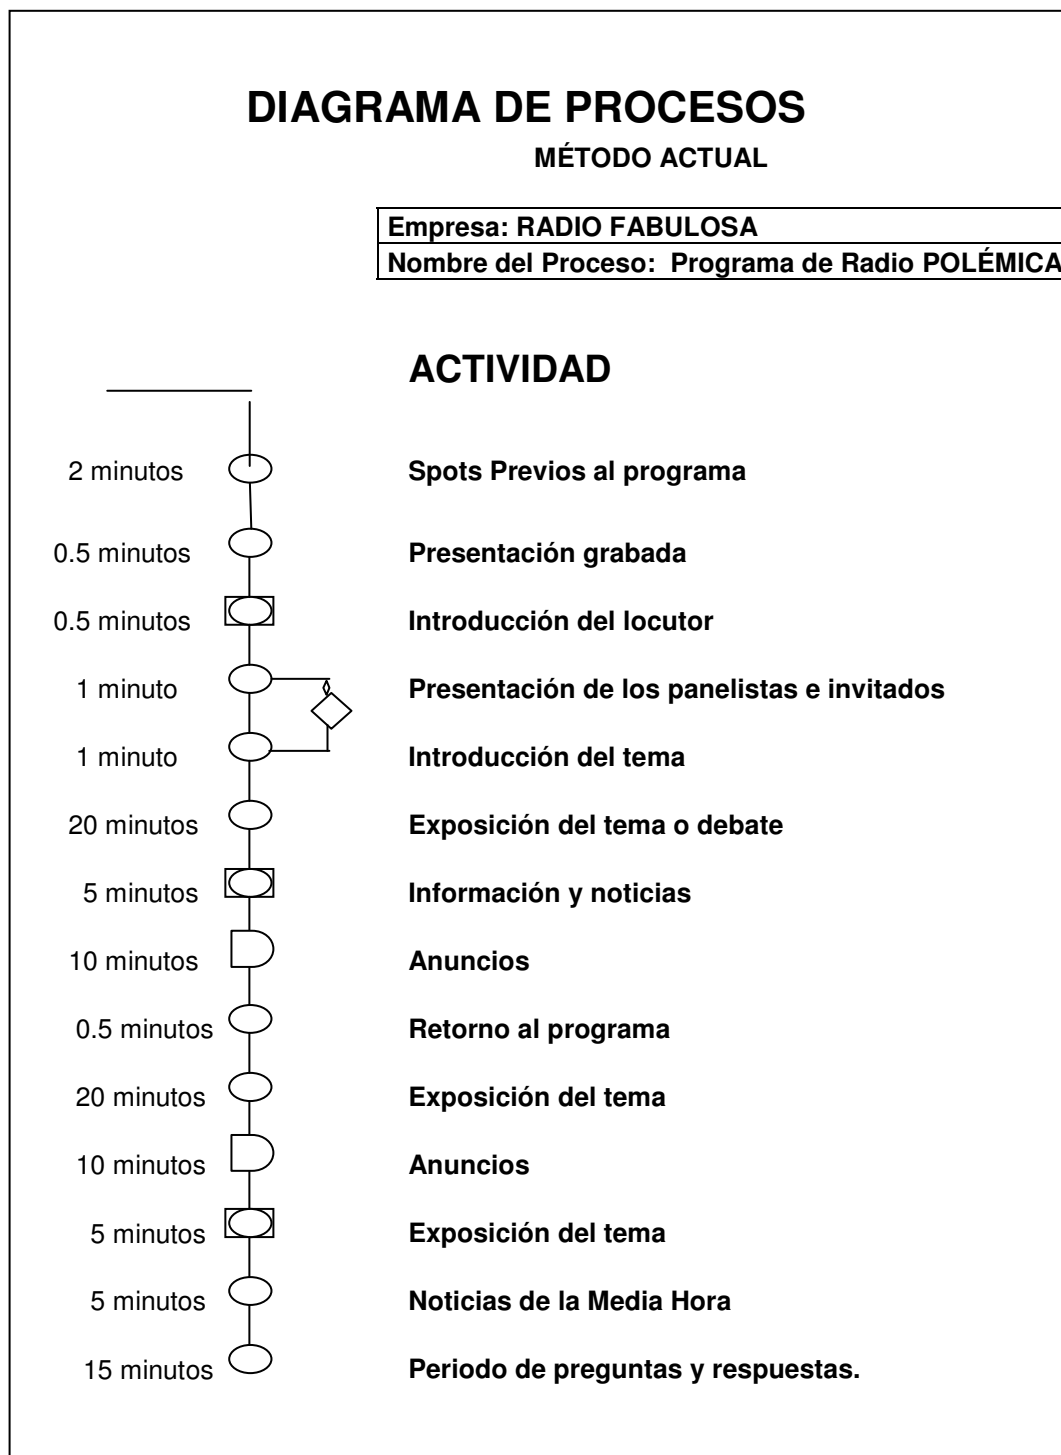 DIAGRAMA DE PROCESOS
MÉTODO ACTUAL
Empresa: RADIO FABULOSA
Nombre del Proceso: Programa de Radio POLÉMICA
ACTIVIDAD
2 minutos Spots Previos al programa
0.5 minutos Presentación grabada
0.5 minutos Introducción del locutor
1 minuto Presentación de los panelistas e invitados
1 minuto Introducción del tema
20 minutos Exposición del tema o debate
5 minutos Información y noticias
10 minutos Anuncios
0.5 minutos Retorno al programa
20 minutos Exposición del tema
10 minutos Anuncios
5 minutos Exposición del tema
5 minutos Noticias de la Media Hora
15 minutos Periodo de preguntas y respuestas.